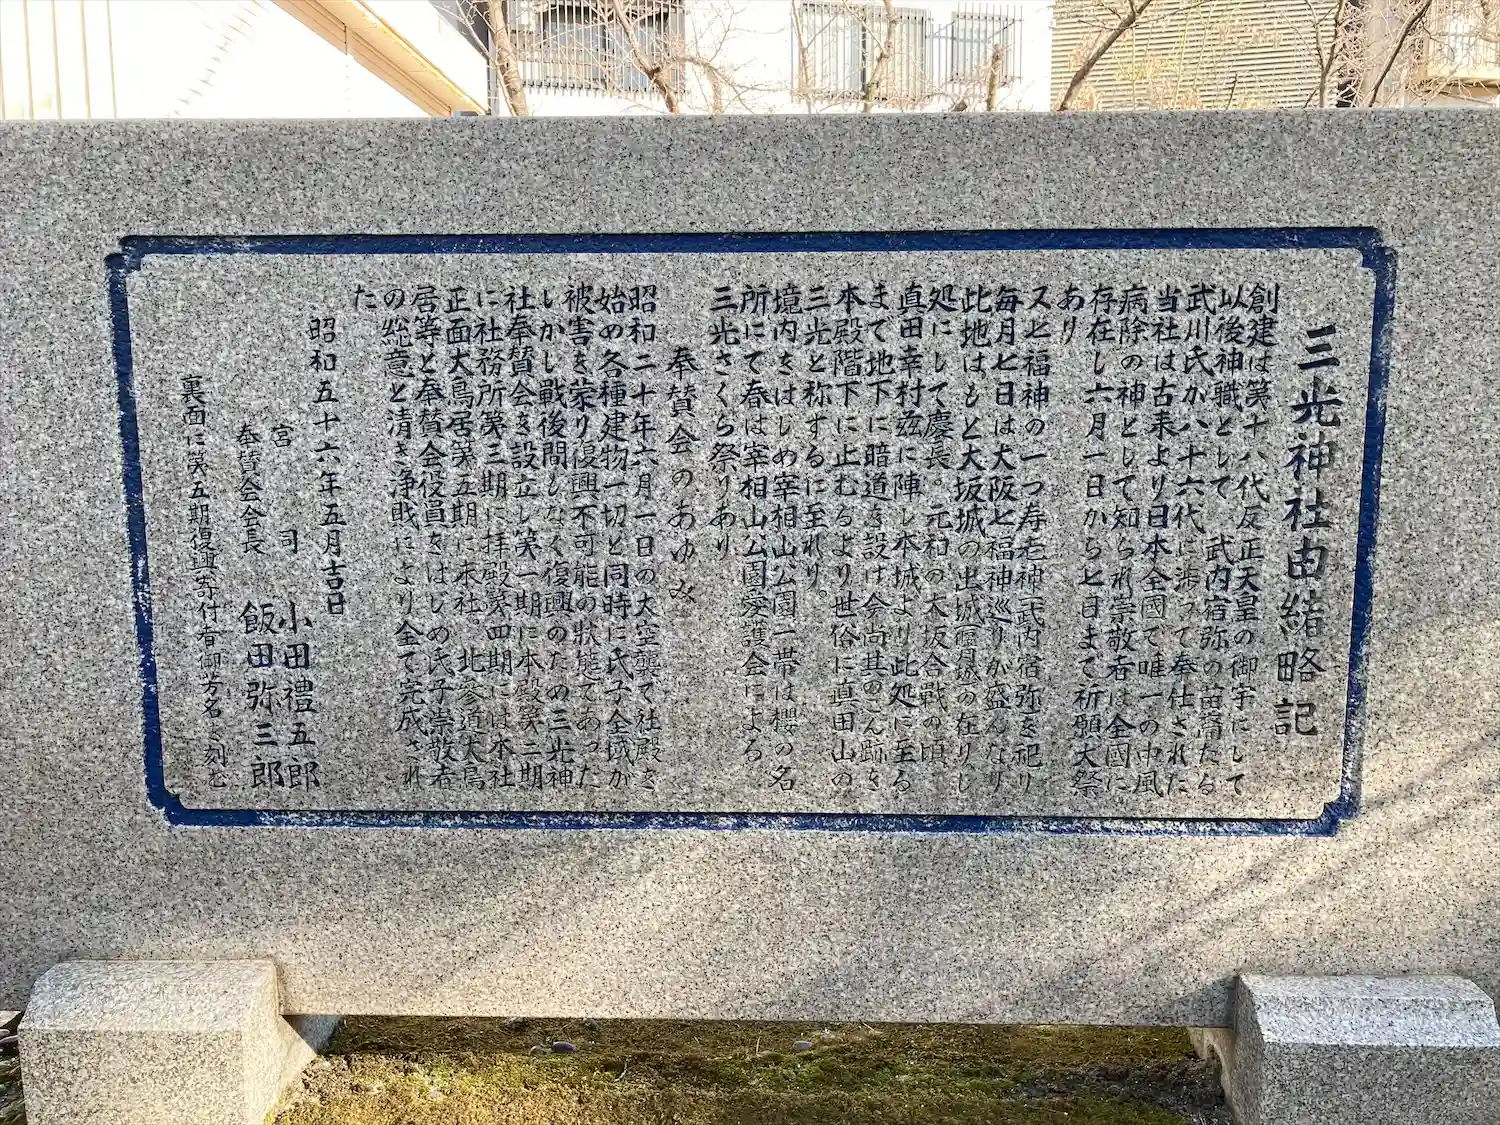 三光神社由緒略記
創建は第十八代反正天皇の御宇にして
以後神職として 武内宿弥の苗裔たる
武川氏が八十六代に渉って奉仕された
当社は古来より日本全國で唯一の中風
病除の神として知られ崇敬者は全國に
存在し六月一日から七日まで祈願大祭
あり
又七福神の一つ寿老神武内宿弥を祀り
毎月七日は大阪七福神巡りが盛んなり
此地はもと大坂城の出城眞田の在りし
処にして慶長。元和の大坂合戰の頃
真田幸村茲に陣し本城より此処に至る
まで地下に暗道を設け今尚其のこん跡を
本殿階下に止むるより世俗に真田山の
三光と称するに至れり。
境内をはじめ宰相山公園一帯は櫻の名
所にて春は宰相山公園愛護会による
三光さくら祭りあり
奉賛会のあゆみ
昭和二十年六月一日の大空襲で社殿を
始め各種建物一切と同時に氏子全域が
被害を蒙り復興不可能の狀態であった
しかし戰後間もなく復興のため三光神
社奉賛会を設立し第一期に本殿第二期
に社務所第三期に拝殿第四期には本社
正面大鳥居第五期に末社、北参道大鳥
居等と奉賛会役員をはじめ氏子崇敬者
の総意と清き浄財により全て完成され
た
昭和五十六年五月吉日
宮 司 小田禮五郎
奉賛会会長 飯田弥三郎
裏面に第五期復興寄付者御芳名を刻む